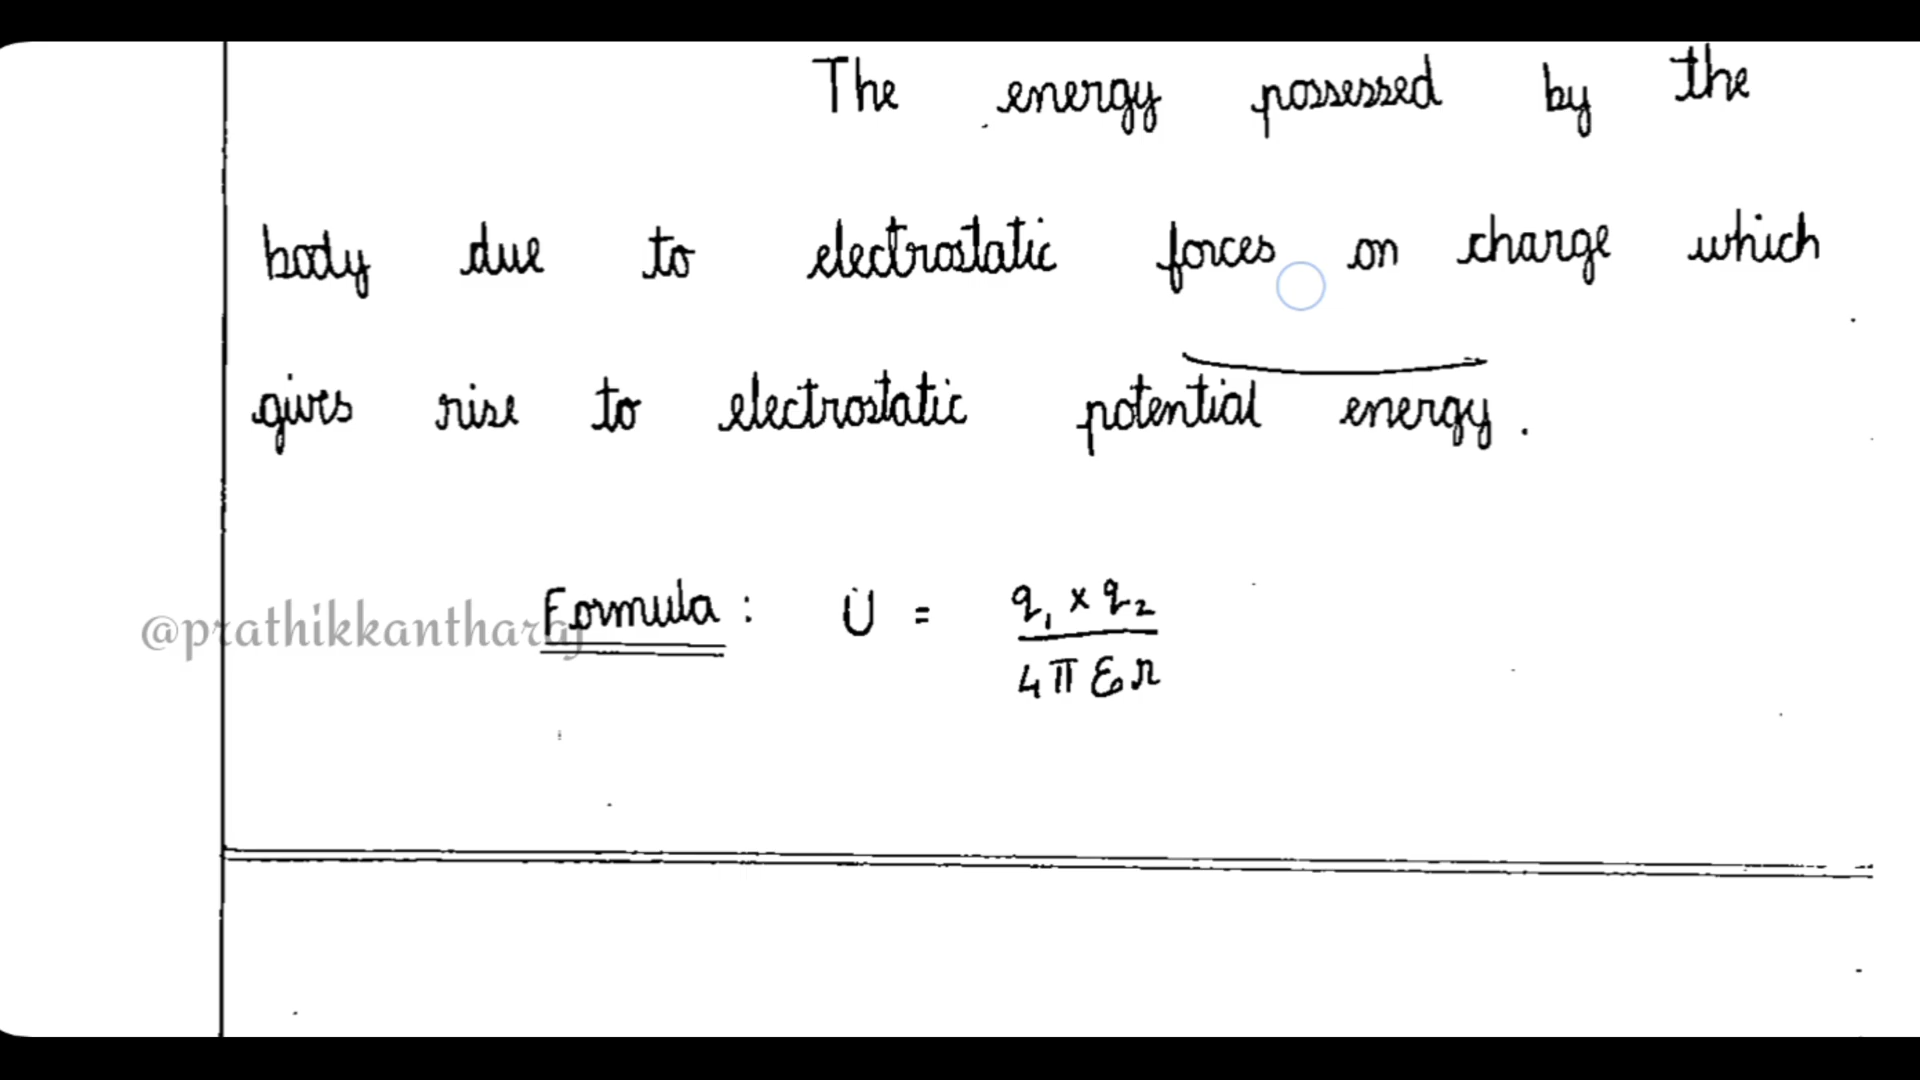 The energy possessed by the
body due to electrostatic forces on charge which
gives rise to electrostatic potential energy.
@prathikkantharaj Formula : U = q₁ × q₂ / 4π ε r